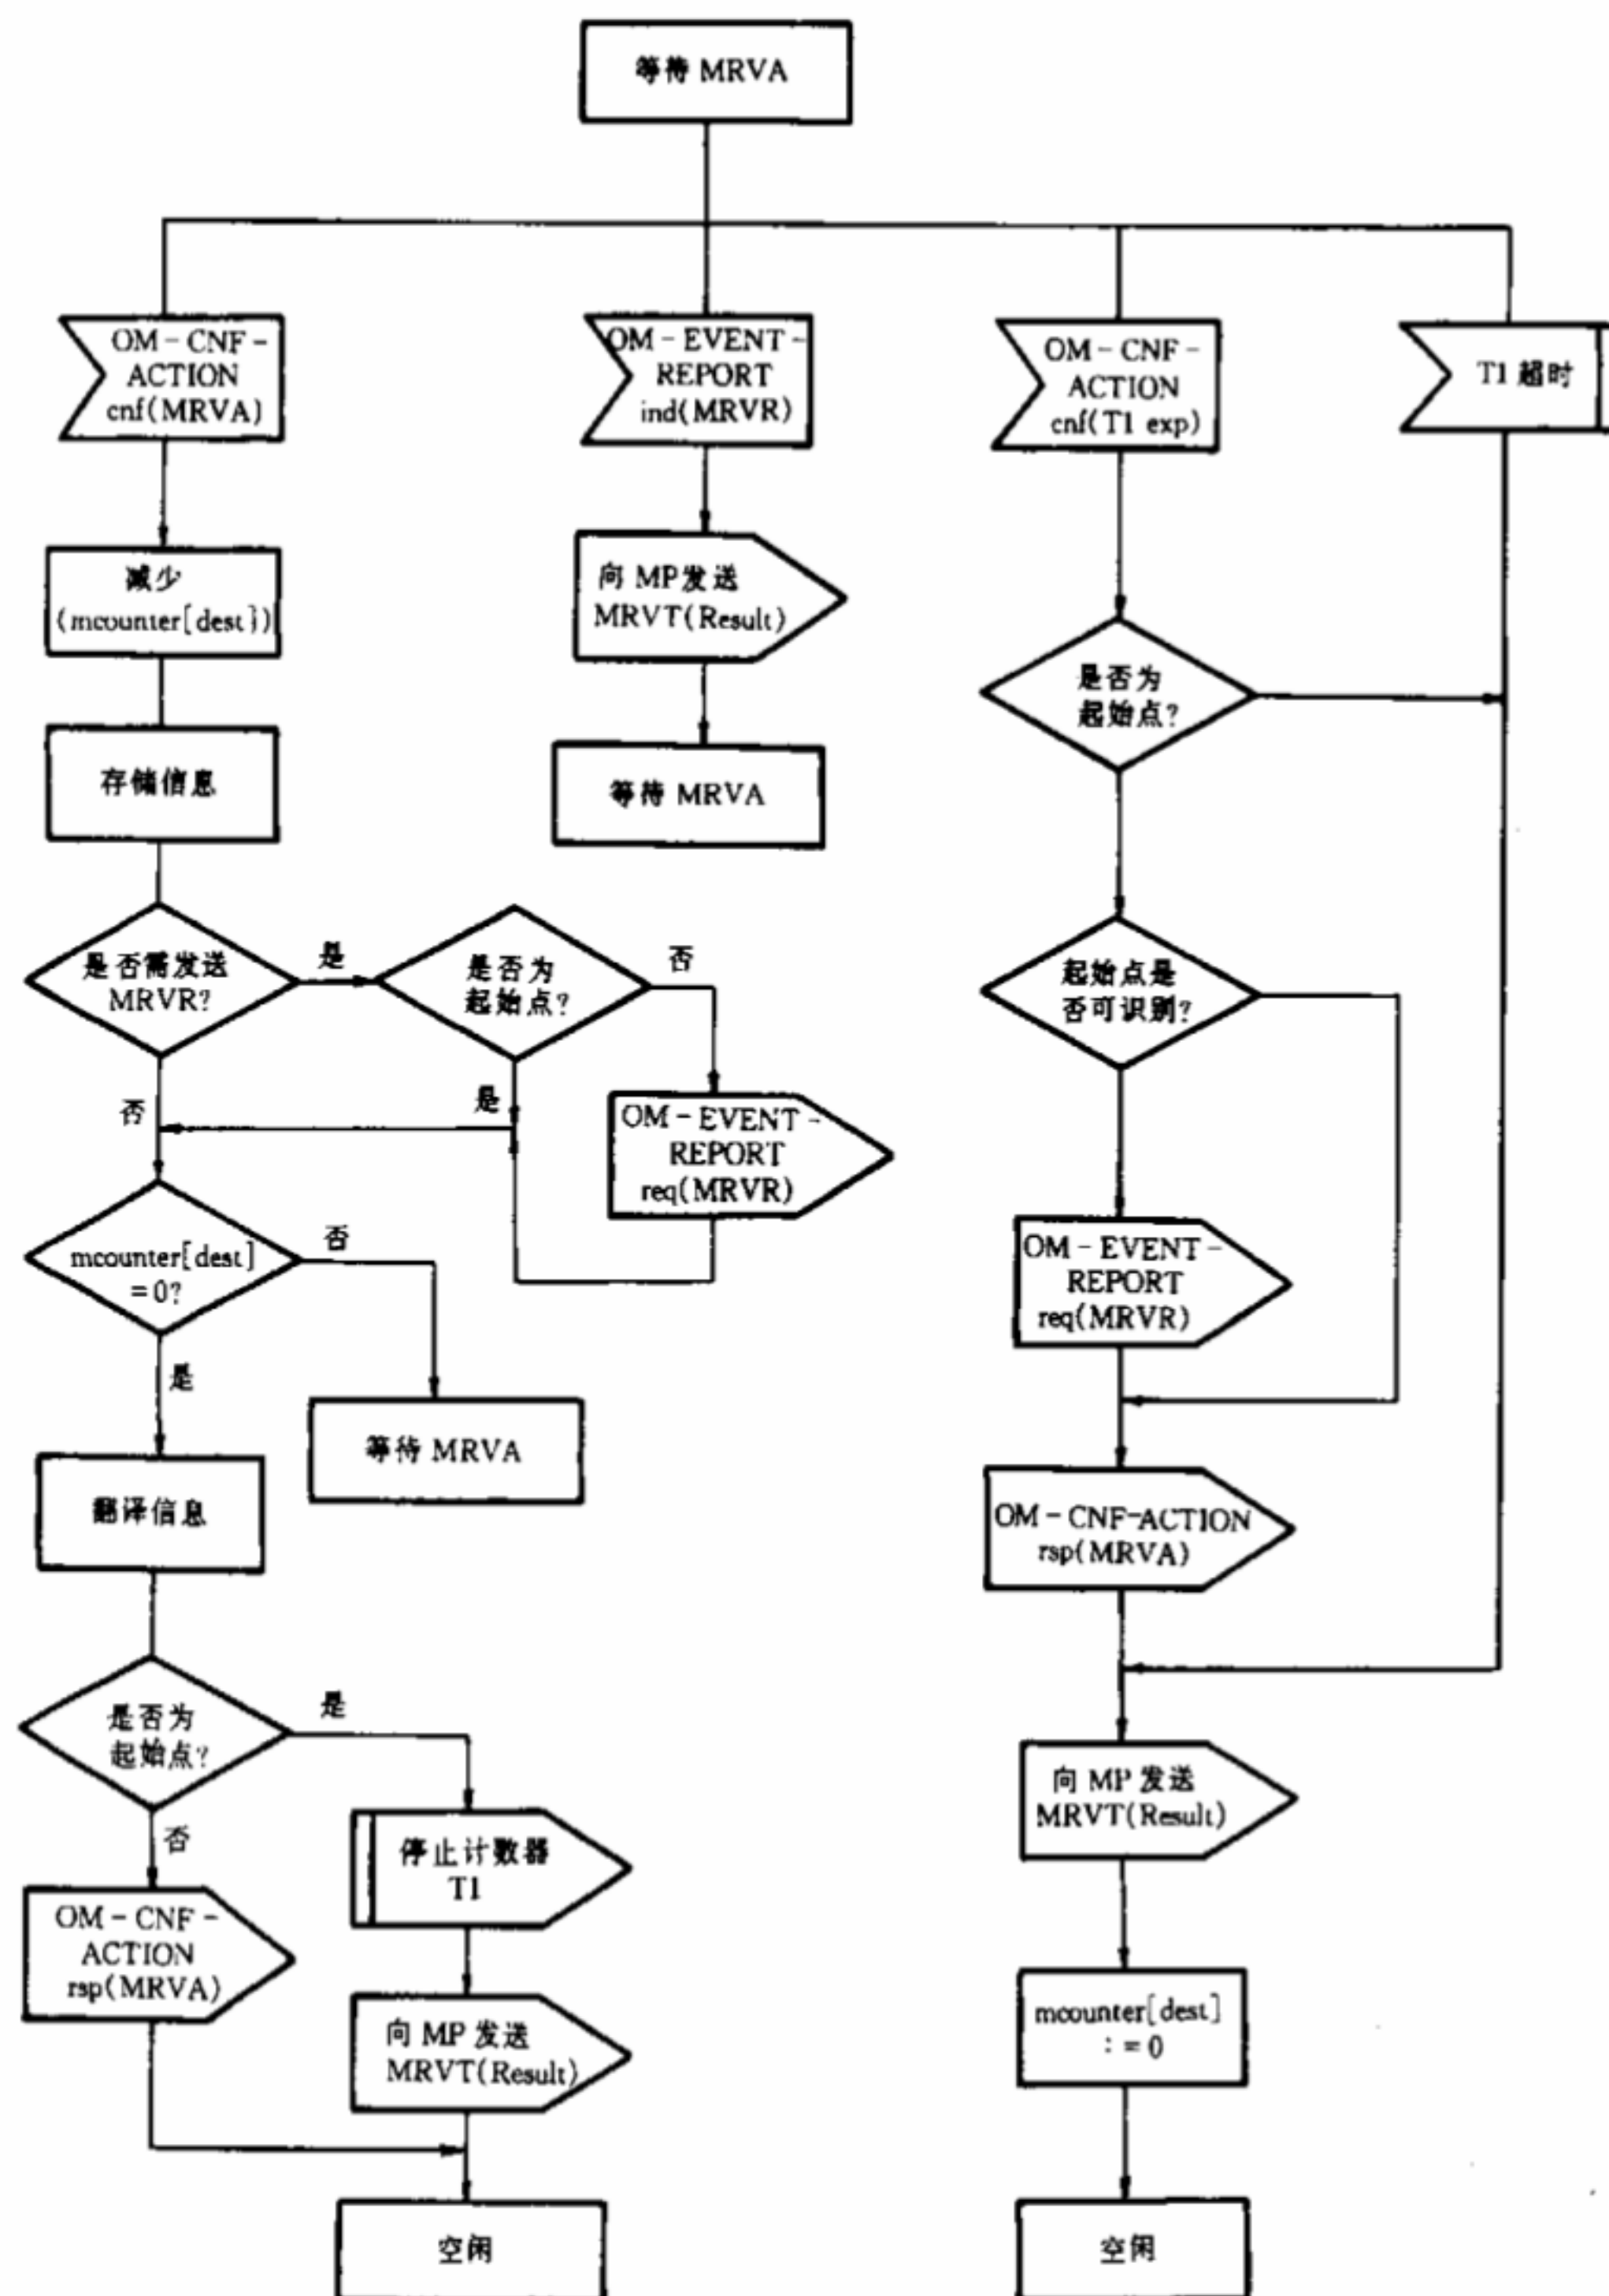 等待 MRVA
OM-CNF-
ACTION
cnf(MRVA)
OM-EVENT-
REPORT
ind(MRVR)
OM-CNF-
ACTION
cnf(T1 exp)
T1 超时
减少
(mcounter[dest])
向 MP发送
MRVT(Result)
是否为
起始点?
存储信息
等待 MRVA
是否需发送
MRVR?
是
是否为
起始点?
否
起始点是
否可识别?
否
是
OM-EVENT-
REPORT
req(MRVR)
mcounter[dest]
=0?
否
OM-EVENT-
REPORT
req(MRVR)
是
等待 MRVA
翻译信息
OM-CNF-ACTION
rsp(MRVA)
是否为
起始点?
是
向 MP 发送
MRVT(Result)
否
停止计数器
T1
OM-CNF-
ACTION
rsp(MRVA)
向 MP 发送
MRVT(Result)
mcounter[dest]
:=0
空闲
空闲